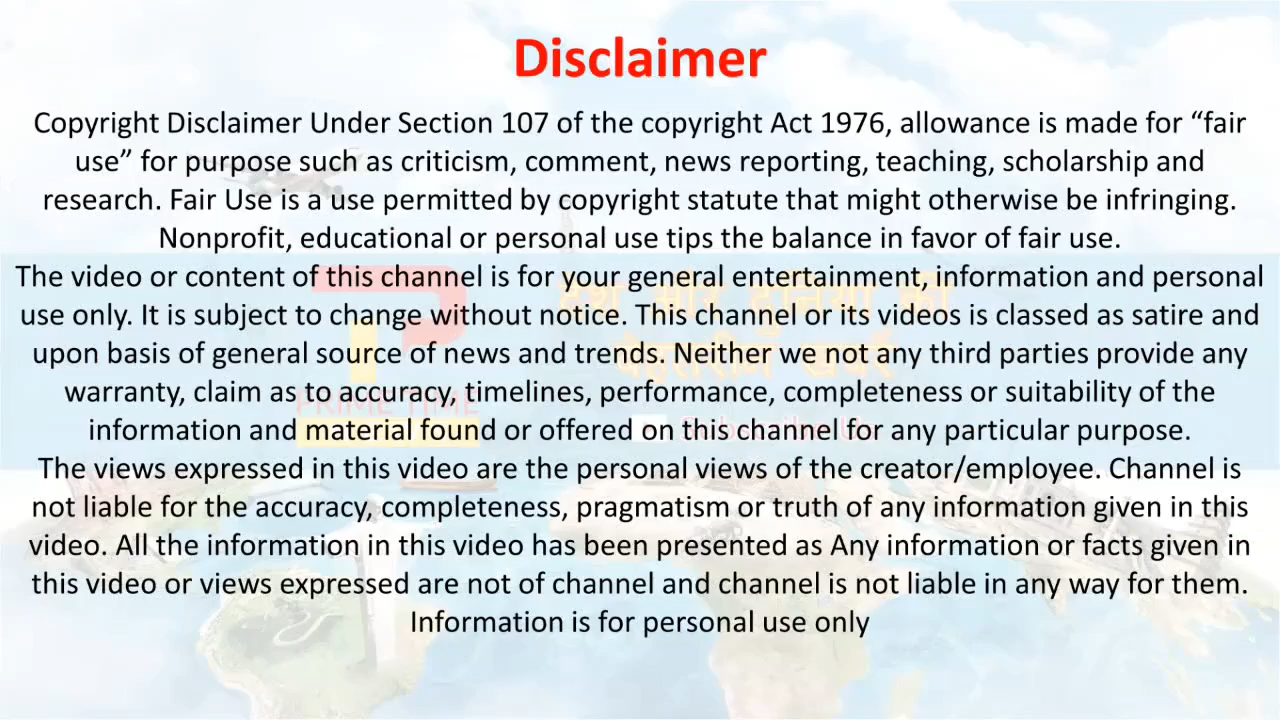 Disclaimer
Copyright Disclaimer Under Section 107 of the copyright Act 1976, allowance is made for “fair
use” for purpose such as criticism, comment, news reporting, teaching, scholarship and
research. Fair Use is a use permitted by copyright statute that might otherwise be infringing.
Nonprofit, educational or personal use tips the balance in favor of fair use.
The video or content of this channel is for your general entertainment, information and personal
use only. It is subject to change without notice. This channel or its videos is classed as satire and
upon basis of general source of news and trends. Neither we not any third parties provide any
warranty, claim as to accuracy, timelines, performance, completeness or suitability of the
information and material found or offered on this channel for any particular purpose.
The views expressed in this video are the personal views of the creator/employee. Channel is
not liable for the accuracy, completeness, pragmatism or truth of any information given in this
video. All the information in this video has been presented as Any information or facts given in
this video or views expressed are not of channel and channel is not liable in any way for them.
Information is for personal use only
देश और दुनिया की
बेहतरीन खबरें
PRIME TIME
Subscribe Us